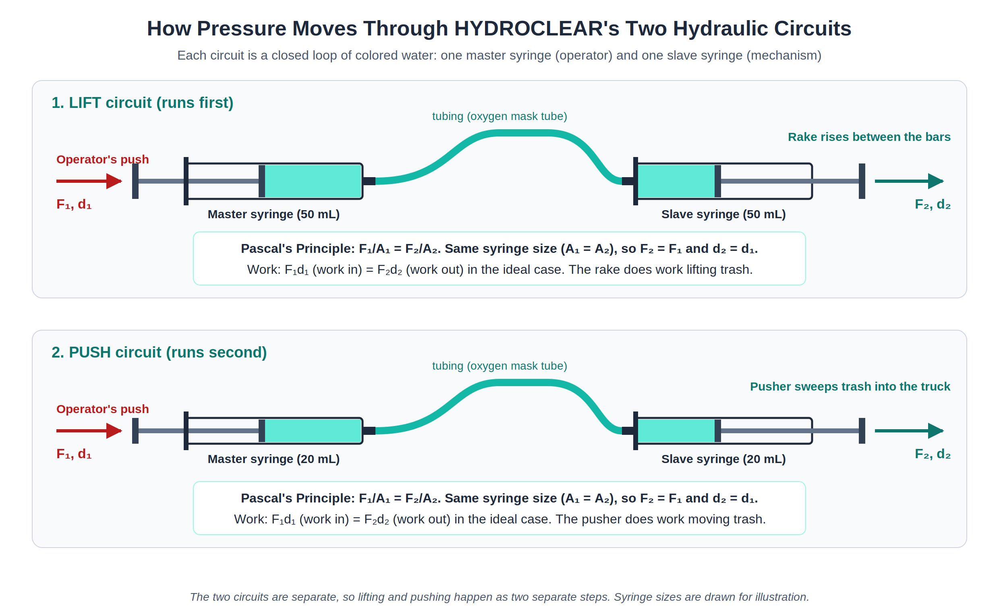 How Pressure Moves Through HYDROCLEAR's Two Hydraulic Circuits
Each circuit is a closed loop of colored water: one master syringe (operator) and one slave syringe (mechanism)
1. LIFT circuit (runs first)
tubing (oxygen mask tube)
Rake rises between the bars
Operator's push
F₁, d₁
F₂, d₂
Master syringe (50 mL)
Slave syringe (50 mL)
Pascal's Principle: F₁/A₁ = F₂/A₂. Same syringe size (A₁ = A₂), so F₂ = F₁ and d₂ = d₁.
Work: F₁d₁ (work in) = F₂d₂ (work out) in the ideal case. The rake does work lifting trash.
2. PUSH circuit (runs second)
tubing (oxygen mask tube)
Pusher sweeps trash into the truck
Operator's push
F₁, d₁
F₂, d₂
Master syringe (20 mL)
Slave syringe (20 mL)
Pascal's Principle: F₁/A₁ = F₂/A₂. Same syringe size (A₁ = A₂), so F₂ = F₁ and d₂ = d₁.
Work: F₁d₁ (work in) = F₂d₂ (work out) in the ideal case. The pusher does work moving trash.
The two circuits are separate, so lifting and pushing happen as two separate steps. Syringe sizes are drawn for illustration.